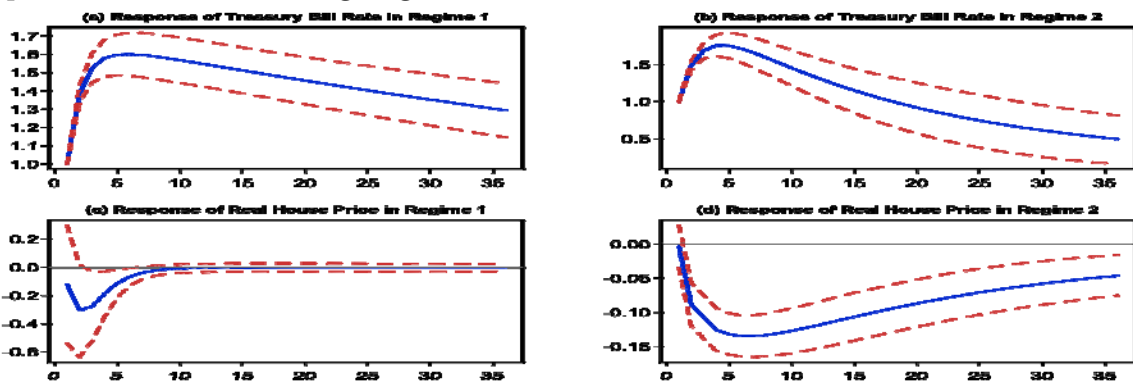 (a) Response of Treasury Bill Rate in Regime 1
(b) Response of Treasury Bill Rate in Regime 2
1.7
1.6
1.5
1.4
1.3
1.2
1.1
1.0
0 5 10 15 20 25 30 35
1.5
1.0
0.5
0 5 10 15 20 25 30 35
(c) Response of Real House Price in Regime 1
(d) Response of Real House Price in Regime 2
0.2
0.0
-0.2
-0.4
-0.6
0 5 10 15 20 25 30 35
0.00
-0.05
-0.10
-0.15
0 5 10 15 20 25 30 35